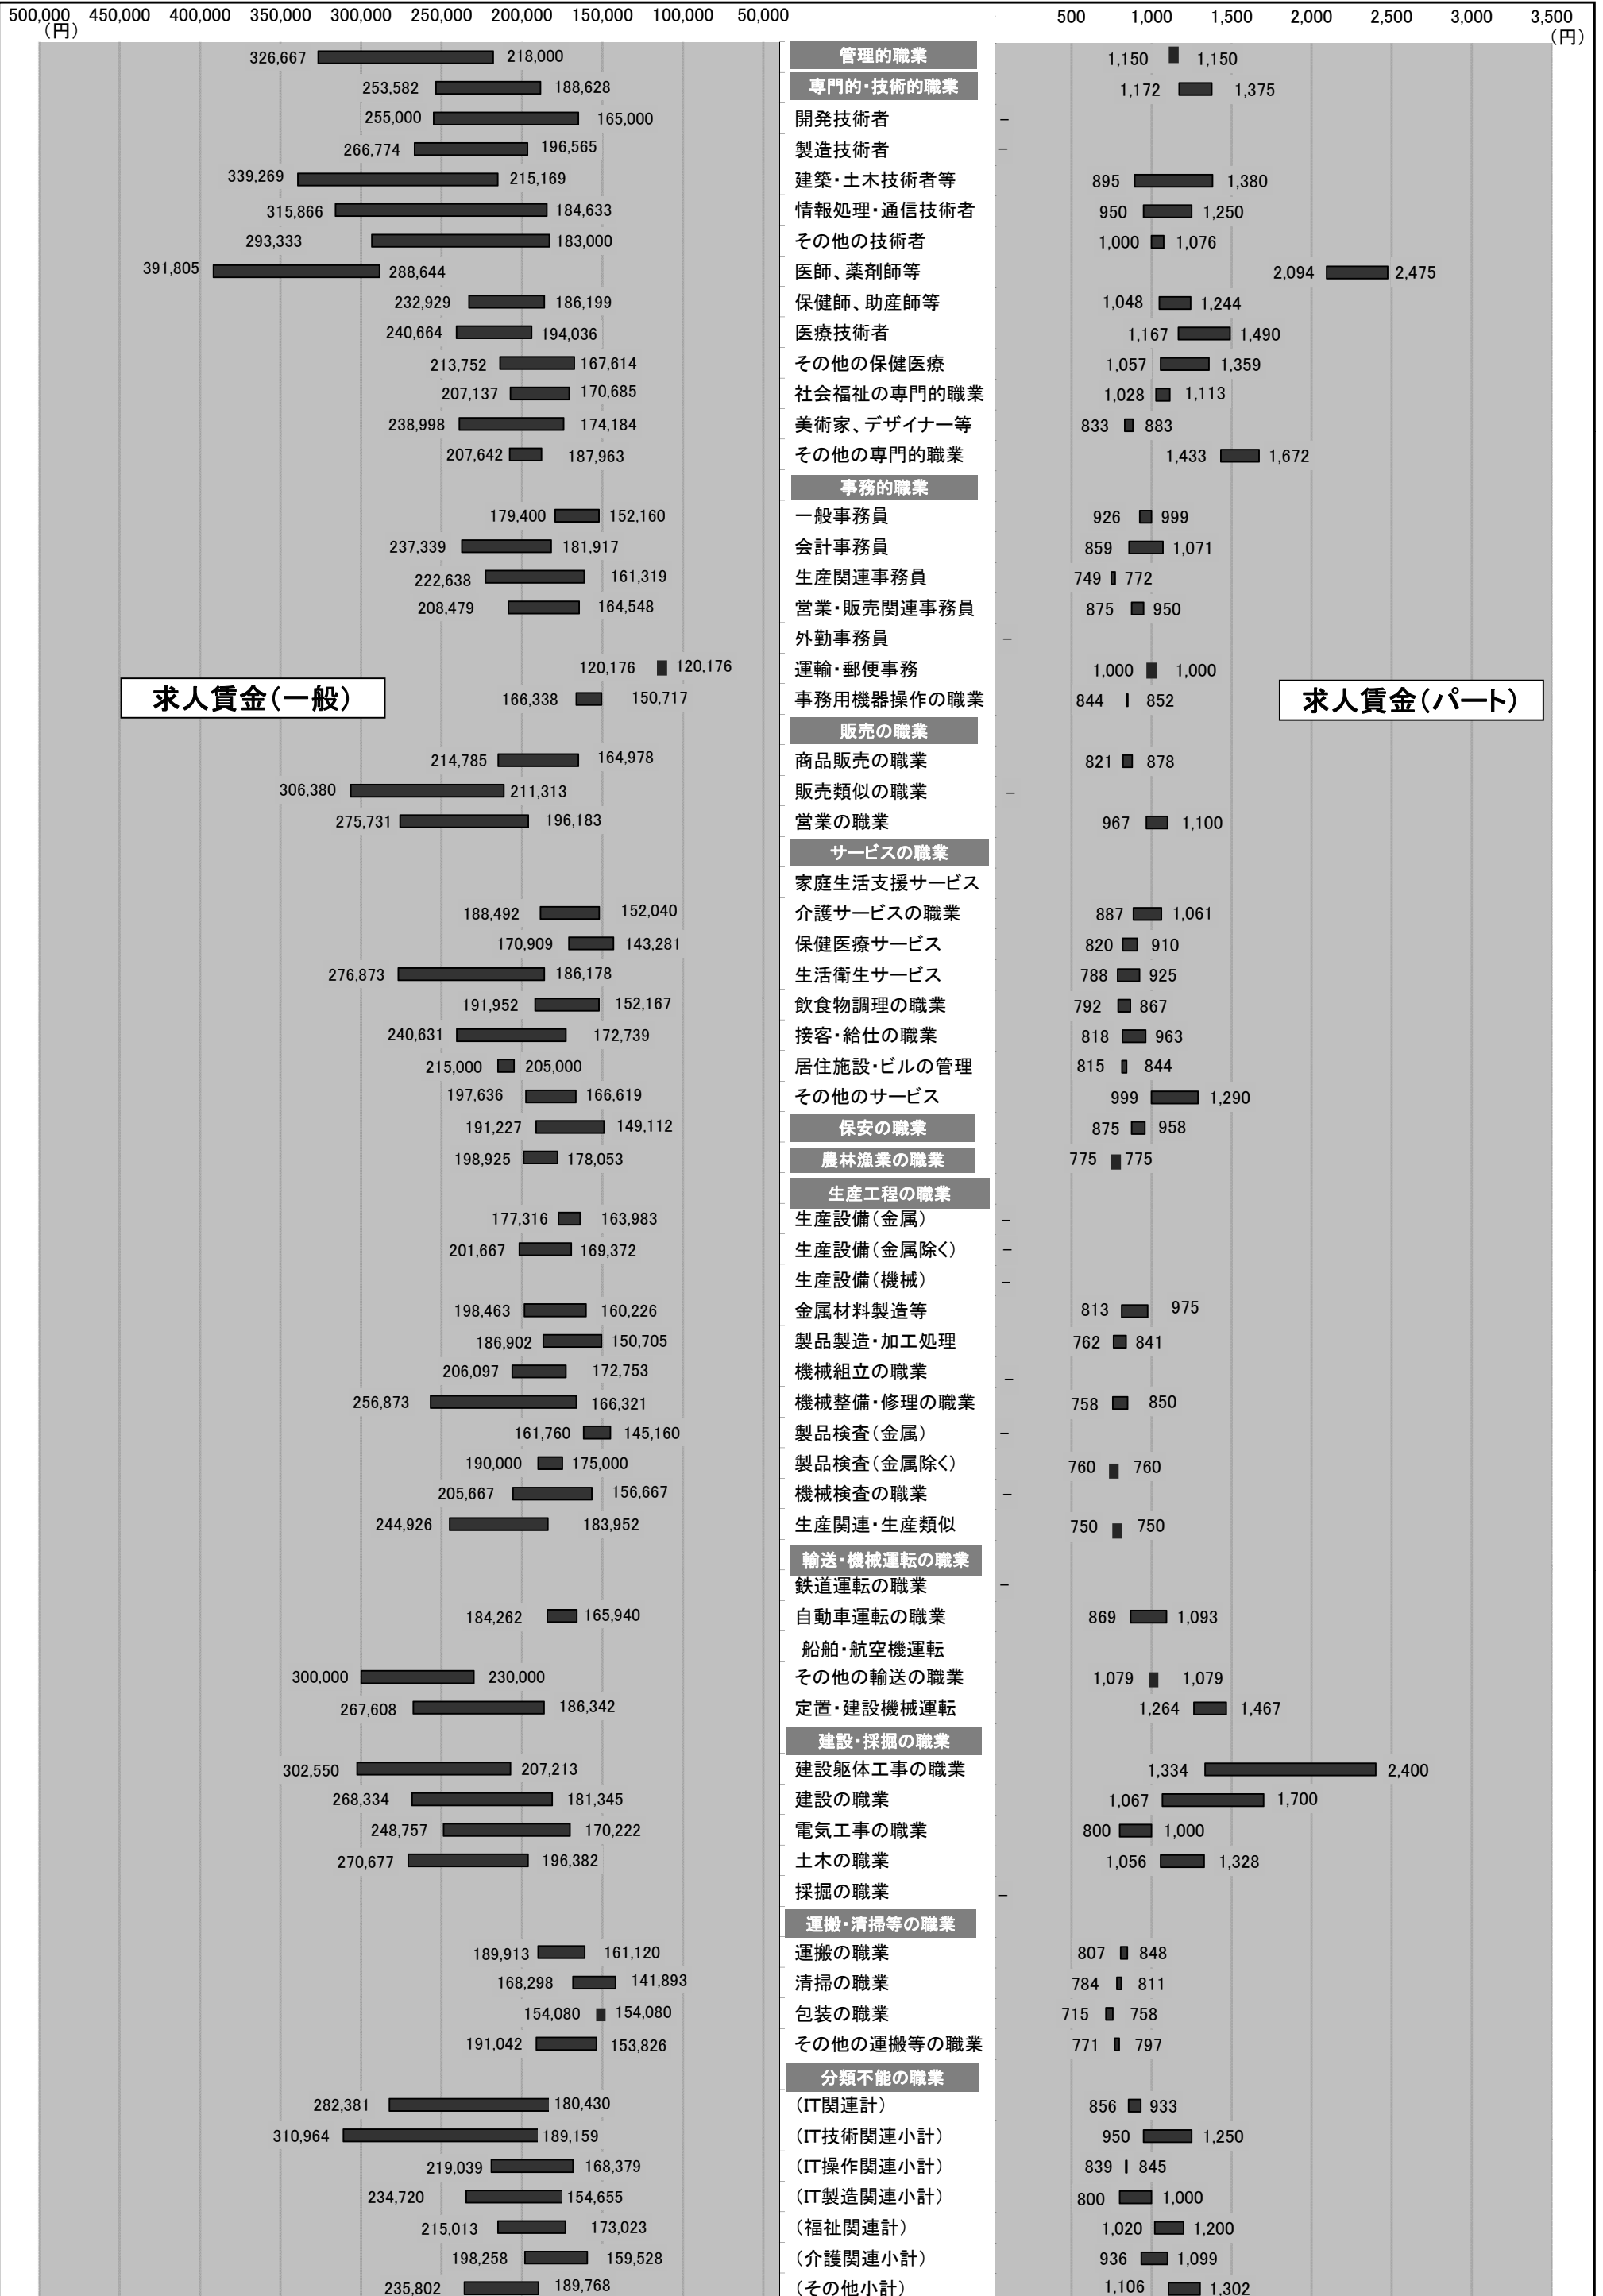 500,000 450,000 400,000 350,000 300,000 250,000 200,000 150,000 100,000 50,000 - 500 1,000 1,500 2,000 2,500 3,000 3,500
(円) (円)
326,667 218,000 管理的職業 1,150 1,150
253,582 188,628 専門的・技術的職業 1,172 1,375
255,000 165,000 開発技術者 –
266,774 196,565 製造技術者 –
339,269 215,169 建築・土木技術者等 895 1,380
315,866 184,633 情報処理・通信技術者 950 1,250
293,333 183,000 その他の技術者 1,000 1,076
391,805 288,644 医師、薬剤師等 2,094 2,475
232,929 186,199 保健師、助産師等 1,048 1,244
240,664 194,036 医療技術者 1,167 1,490
213,752 167,614 その他の保健医療 1,057 1,359
207,137 170,685 社会福祉の専門的職業 1,028 1,113
238,998 174,184 美術家、デザイナー等 833 883
207,642 187,963 その他の専門的職業 1,433 1,672
事務的職業
179,400 152,160 一般事務員 926 999
237,339 181,917 会計事務員 859 1,071
222,638 161,319 生産関連事務員 749 772
208,479 164,548 営業・販売関連事務員 875 950
外勤事務員 –
120,176 120,176 運輸・郵便事務 1,000 1,000
求人賃金(一般) 166,338 150,717 事務用機器操作の職業 844 852 求人賃金(パート)
販売の職業
214,785 164,978 商品販売の職業 821 878
306,380 211,313 販売類似の職業 –
275,731 196,183 営業の職業 967 1,100
サービスの職業
家庭生活支援サービス
188,492 152,040 介護サービスの職業 887 1,061
170,909 143,281 保健医療サービス 820 910
276,873 186,178 生活衛生サービス 788 925
191,952 152,167 飲食物調理の職業 792 867
240,631 172,739 接客・給仕の職業 818 963
215,000 205,000 居住施設・ビルの管理 815 844
197,636 166,619 その他のサービス 999 1,290
191,227 149,112 保安の職業 875 958
198,925 178,053 農林漁業の職業 775 775
生産工程の職業
177,316 163,983 生産設備(金属) –
201,667 169,372 生産設備(金属除く) –
生産設備(機械) –
198,463 160,226 金属材料製造等 813 975
186,902 150,705 製品製造・加工処理 762 841
206,097 172,753 機械組立の職業 –
256,873 166,321 機械整備・修理の職業 758 850
161,760 145,160 製品検査(金属) –
190,000 175,000 製品検査(金属除く) 760 760
205,667 156,667 機械検査の職業 –
244,926 183,952 生産関連・生産類似 750 750
輸送・機械運転の職業
鉄道運転の職業 –
184,262 165,940 自動車運転の職業 869 1,093
船舶・航空機運転
300,000 230,000 その他の輸送の職業 1,079 1,079
267,608 186,342 定置・建設機械運転 1,264 1,467
建設・採掘の職業
302,550 207,213 建設躯体工事の職業 1,334 2,400
268,334 181,345 建設の職業 1,067 1,700
248,757 170,222 電気工事の職業 800 1,000
270,677 196,382 土木の職業 1,056 1,328
採掘の職業 –
運搬・清掃等の職業
189,913 161,120 運搬の職業 807 848
168,298 141,893 清掃の職業 784 811
154,080 154,080 包装の職業 715 758
191,042 153,826 その他の運搬等の職業 771 797
分類不能の職業
282,381 180,430 (IT関連計) 856 933
310,964 189,159 (IT技術関連小計) 950 1,250
219,039 168,379 (IT操作関連小計) 839 845
234,720 154,655 (IT製造関連小計) 800 1,000
215,013 173,023 (福祉関連計) 1,020 1,200
198,258 159,528 (介護関連小計) 936 1,099
235,802 189,768 (その他小計) 1,106 1,302